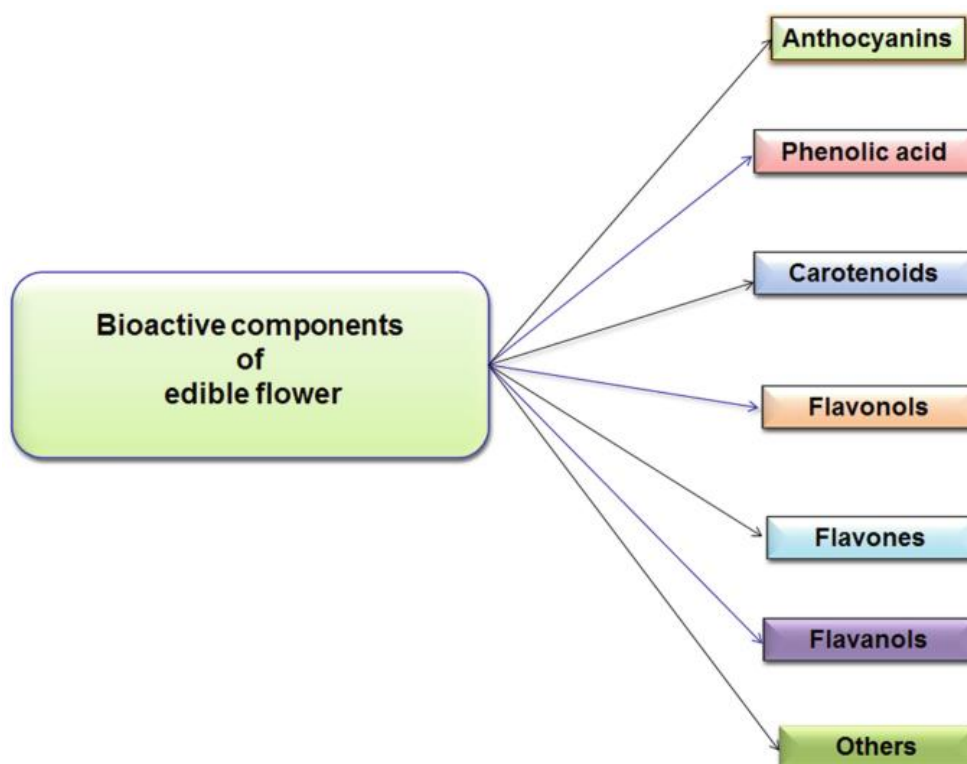 Anthocyanins
Phenolic acid
Carotenoids
Bioactive components
of
edible flower
Flavonols
Flavones
Flavanols
Others